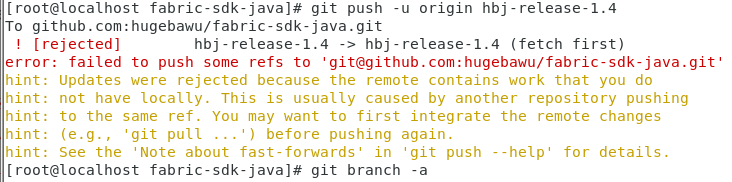 [root@localhost fabric-sdk-java]# git push -u origin hbj-release-1.4
To github.com:hugebawu/fabric-sdk-java.git
! [rejected]        hbj-release-1.4 -> hbj-release-1.4 (fetch first)
error: failed to push some refs to 'git@github.com:hugebawu/fabric-sdk-java.git'
hint: Updates were rejected because the remote contains work that you do
hint: not have locally. This is usually caused by another repository pushing
hint: to the same ref. You may want to first integrate the remote changes
hint: (e.g., 'git pull ...') before pushing again.
hint: See the 'Note about fast-forwards' in 'git push --help' for details.
[root@localhost fabric-sdk-java]# git branch -a